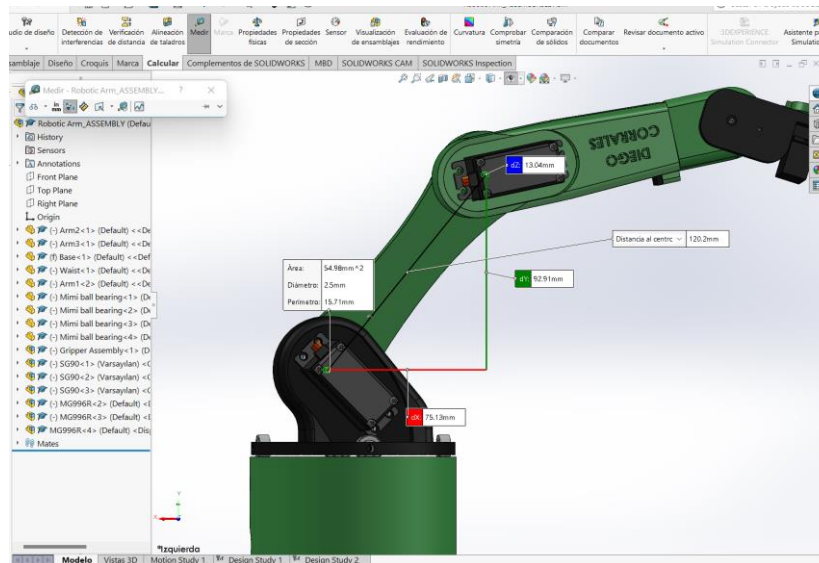 udio de diseño
Detección de interferencias
Verificación de distancia
Alineación de taladros
Medir
Marca
Propiedades físicas
Propiedades de sección
Sensor
Visualización de ensamblajes
Evaluación de rendimiento
Curvatura
Comprobar simetría
Comparación de sólidos
Comparar documentos
Revisar documento activo
3DEXPERIENCE Simulation Connector
Asistente p
Simulatio
samblaje Diseño Croquis Marca Calcular Complementos de SOLIDWORKS MBD SOLIDWORKS CAM SOLIDWORKS Inspection
Medir - Robotic Arm_ASSEMBLY... ? ×
Robotic Arm_ASSEMBLY (Defau
History
Sensors
Annotations
Front Plane
Top Plane
Right Plane
Origin
(-) Arm2<1> (Default) <<De
(-) Arm3<1> (Default) <<De
(f) Base<1> (Default) <<Def
(-) Waist<1> (Default) <<De
(-) Arm1<2> (Default) <<De
(-) Mimi ball bearing<1> (De
(-) Mimi ball bearing<2> (De
(-) Mimi ball bearing<3> (De
(-) Mimi ball bearing<4> (De
(-) Gripper Assembly<1> (D
(-) SG90<1> (Varsayılan) <<
(-) SG90<2> (Varsayılan) <<
(-) SG90<3> (Varsayılan) <<
(-) MG996R<2> (Default) <
(-) MG996R<3> (Default) <
MG996R<4> (Default) <Dis
Mates
DIEGO
CORRALES
dZ: 13.04mm
Distancia al centrc 120.2mm
dY: 92.91mm
Área: 54.98mm^2
Diámetro: 2.5mm
Perímetro: 15.71mm
dX: 75.13mm
*Izquierda
Modelo Vistas 3D Motion Study 1 Design Study 1 Design Study 2